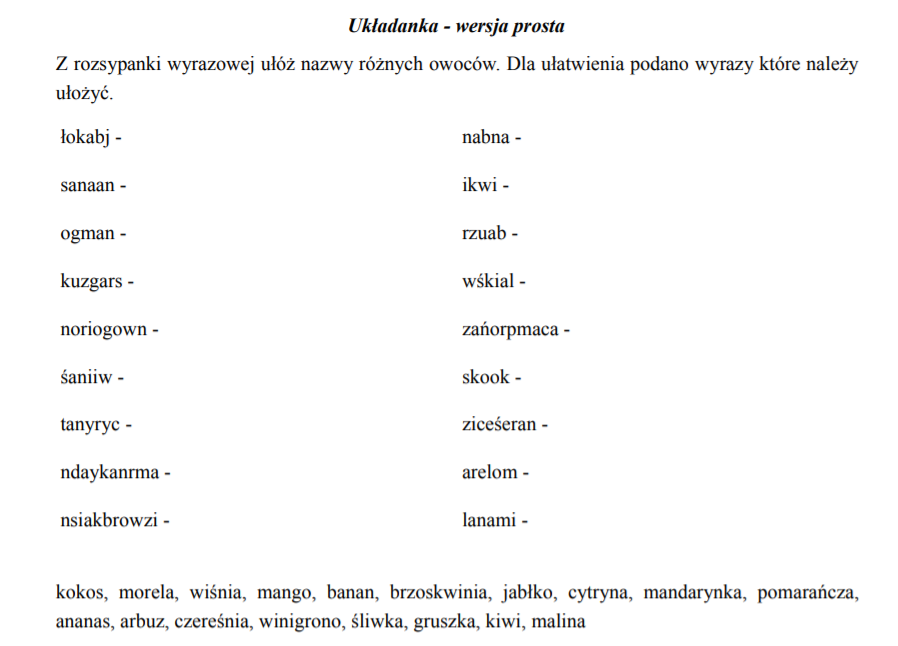 Układanka - wersja prosta
Z rozsypanki wyrazowej ułóż nazwy różnych owoców. Dla ułatwienia podano wyrazy które należy
ułożyć.
łokabj - nabna -
sanaan - ikwi -
ogman - rzuab -
kuzgars - wśkial -
noriogown - zańorpmaca -
śaniiw - skook -
tanyryc - ziceśeran -
ndaykanrma - arelom -
nsiakbrowzi - lanami -
kokos, morela, wiśnia, mango, banan, brzoskwinia, jabłko, cytryna, mandarynka, pomarańcza,
ananas, arbuz, czereśnia, winigrono, śliwka, gruszka, kiwi, malina